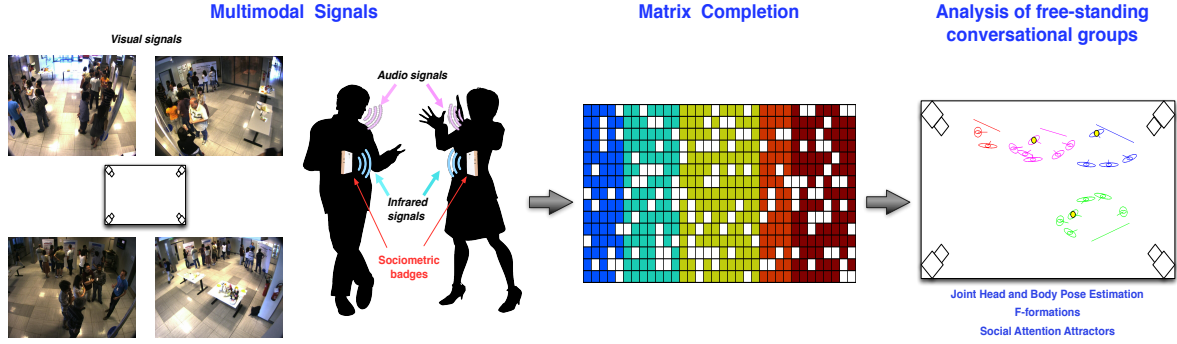 Multimodal Signals
Matrix Completion
Analysis of free-standing
conversational groups
Visual signals
Audio signals
Infrared
signals
Sociometric
badges
Joint Head and Body Pose Estimation
F-formations
Social Attention Attractors